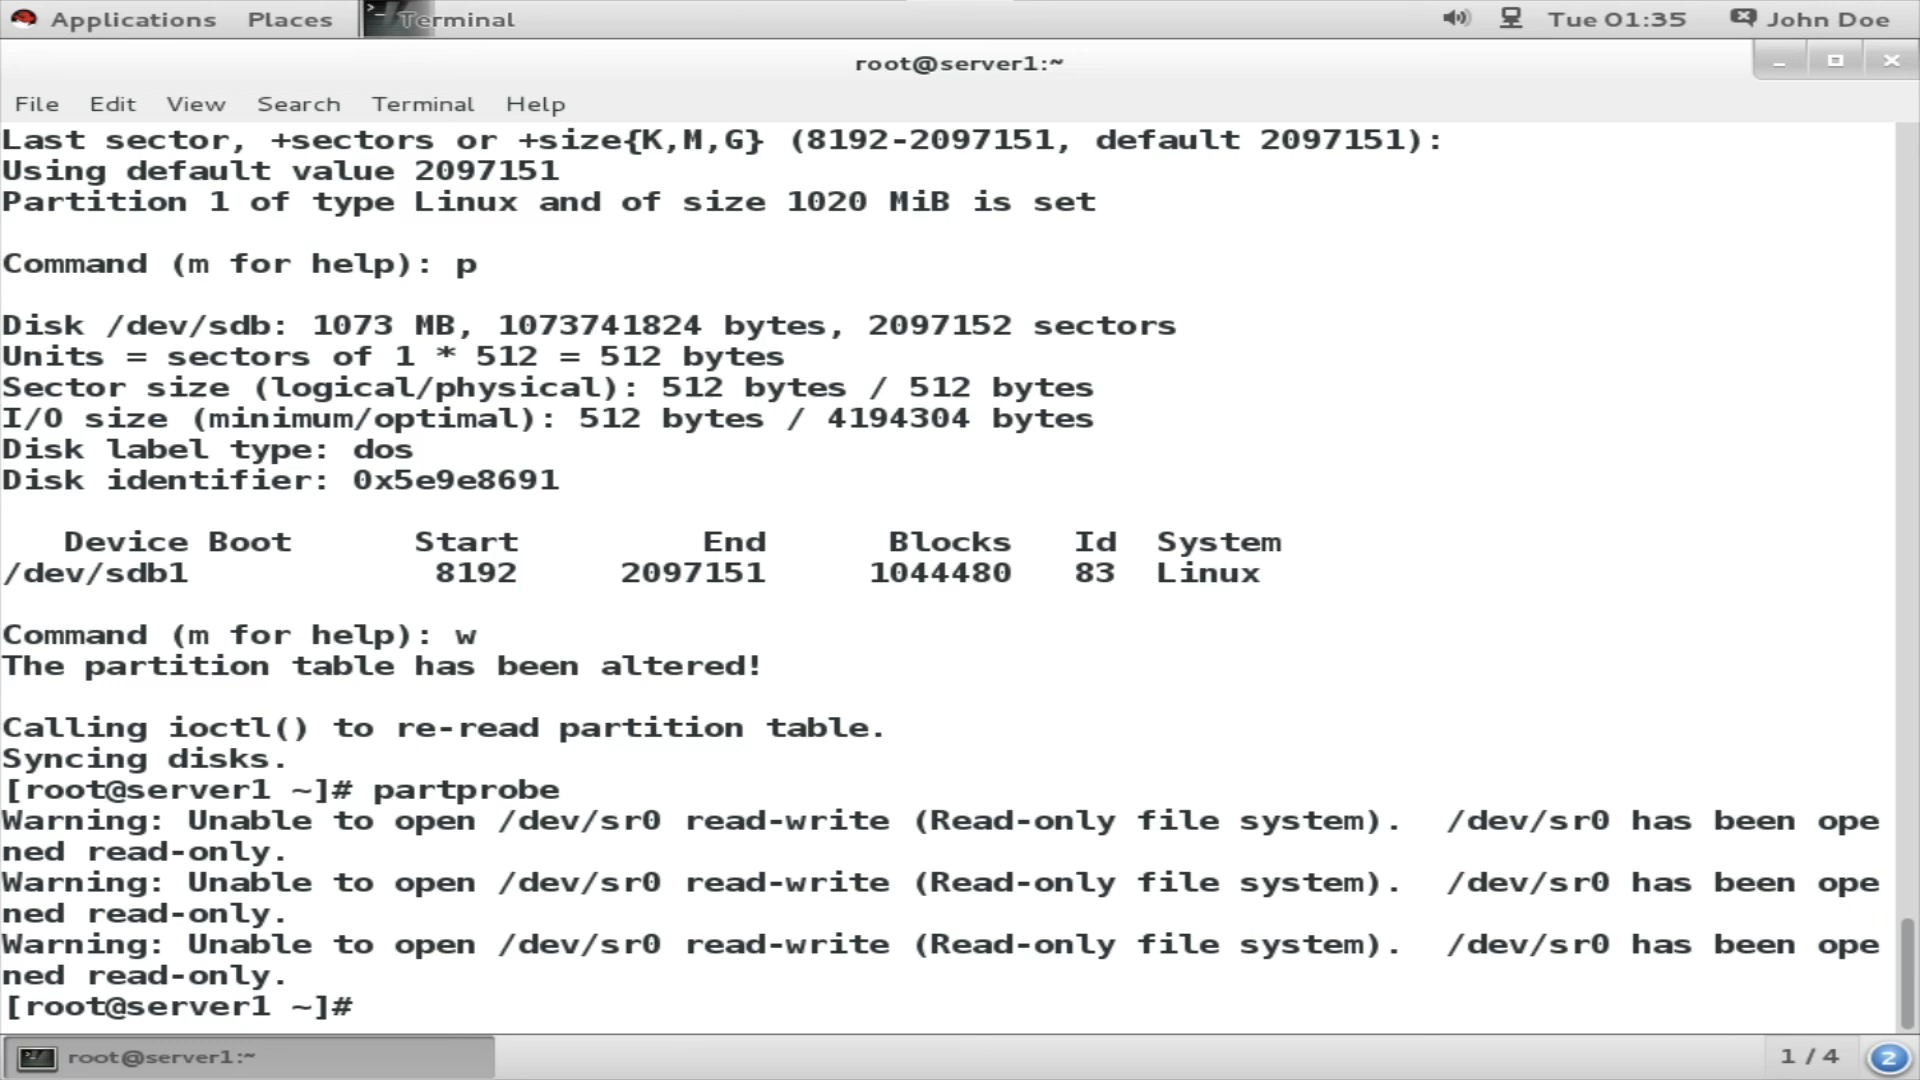 Applications Places Terminal Tue 01:35 John Doe
root@server1:~
File Edit View Search Terminal Help
Last sector, +sectors or +size{K,M,G} (8192-2097151, default 2097151):
Using default value 2097151
Partition 1 of type Linux and of size 1020 MiB is set
Command (m for help): p
Disk /dev/sdb: 1073 MB, 1073741824 bytes, 2097152 sectors
Units = sectors of 1 * 512 = 512 bytes
Sector size (logical/physical): 512 bytes / 512 bytes
I/O size (minimum/optimal): 512 bytes / 4194304 bytes
Disk label type: dos
Disk identifier: 0x5e9e8691
Device Boot Start End Blocks Id System
/dev/sdb1 8192 2097151 1044480 83 Linux
Command (m for help): w
The partition table has been altered!
Calling ioctl() to re-read partition table.
Syncing disks.
[root@server1 ~]# partprobe
Warning: Unable to open /dev/sr0 read-write (Read-only file system).  /dev/sr0 has been ope
ned read-only.
Warning: Unable to open /dev/sr0 read-write (Read-only file system).  /dev/sr0 has been ope
ned read-only.
Warning: Unable to open /dev/sr0 read-write (Read-only file system).  /dev/sr0 has been ope
ned read-only.
[root@server1 ~]#
root@server1:~ 1 / 4 2